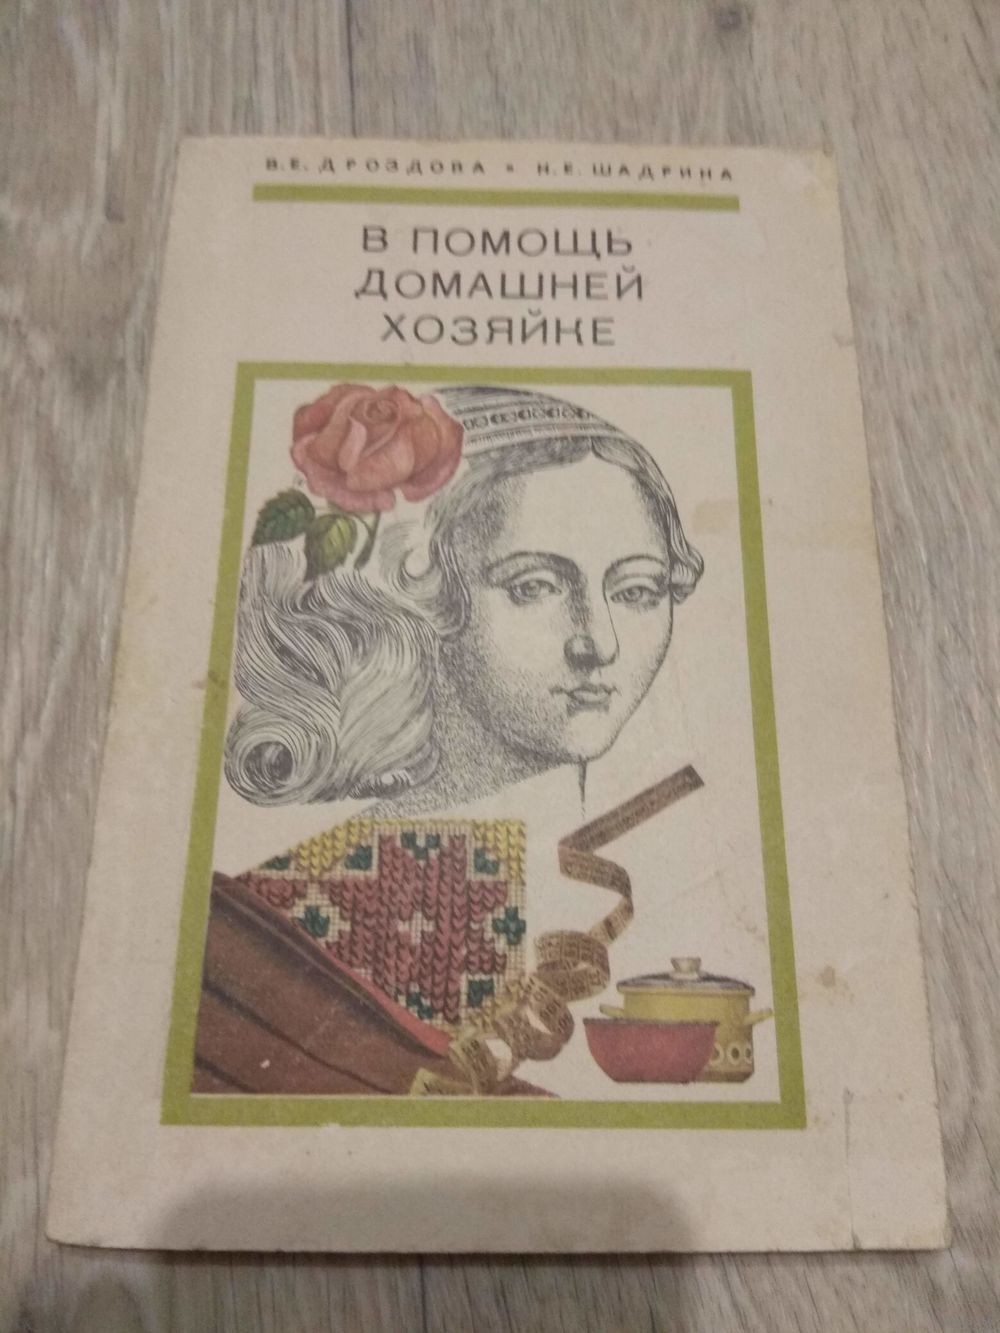 В.Е. ДРОЗДОВА • Н.Е. ШАДРИНА
В ПОМОЩЬ
ДОМАШНЕЙ
ХОЗЯЙКЕ